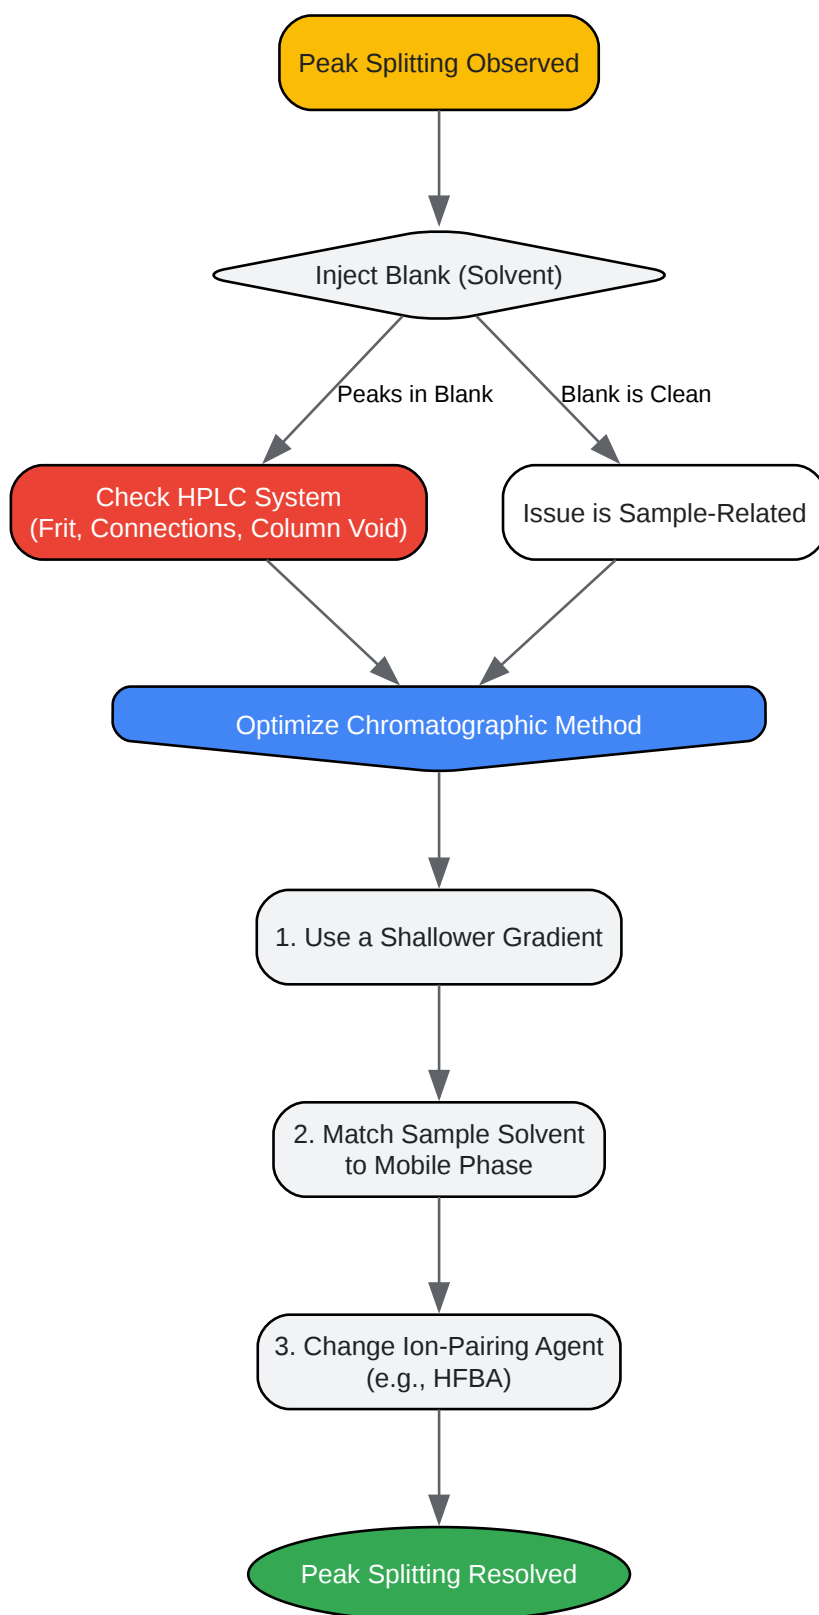 Peak Splitting Observed
Inject Blank (Solvent)
Peaks in Blank
Blank is Clean
Check HPLC System
(Frit, Connections, Column Void)
Issue is Sample-Related
Optimize Chromatographic Method
1. Use a Shallower Gradient
2. Match Sample Solvent
to Mobile Phase
3. Change Ion-Pairing Agent
(e.g., HFBA)
Peak Splitting Resolved